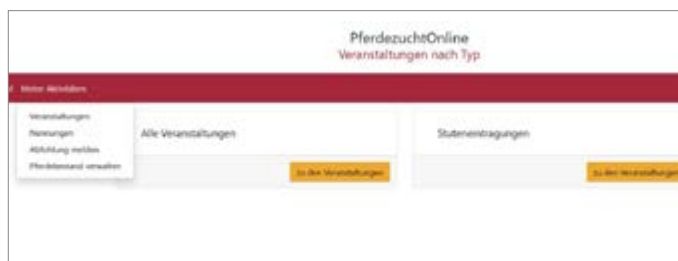 PferdezuchtOnline
Veranstaltungen nach Typ
Meine Aktivitäten
Veranstaltungen
Nennungen
Abfohlung melden
Pferdebestand verwalten
Alle Veranstaltungen
Stuteneintragungen
zu den Veranstaltungen
zu den Veranstaltungen